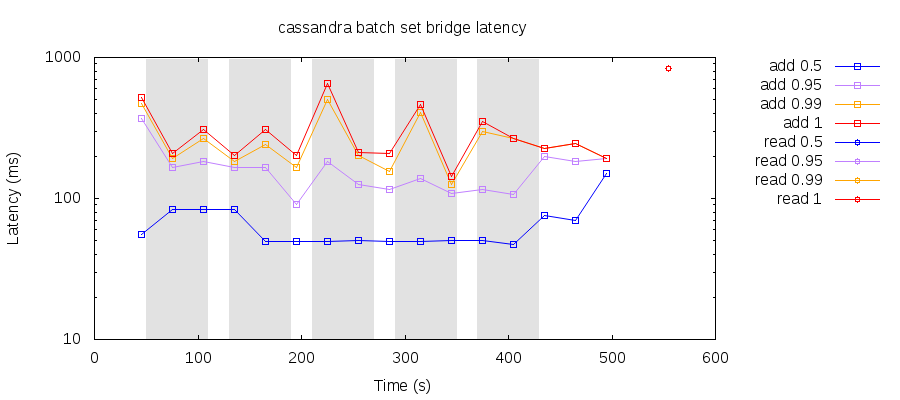 cassandra batch set bridge latency
Latency (ms)
1000
100
10
0 100 200 300 400 500 600
Time (s)
add 0.5
add 0.95
add 0.99
add 1
read 0.5
read 0.95
read 0.99
read 1